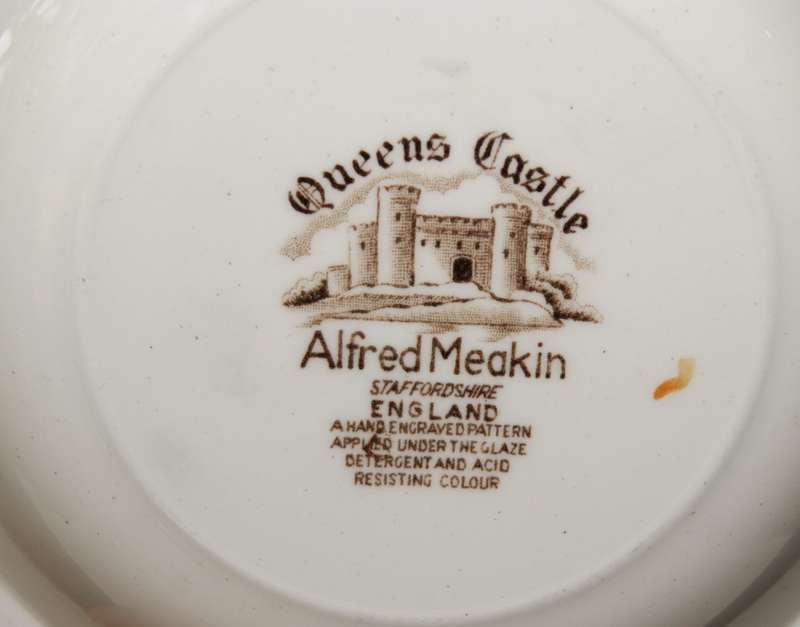 Queens Castle
Alfred Meakin
STAFFORDSHIRE
ENGLAND
A HAND ENGRAVED PATTERN
APPLIED UNDER THE GLAZE
DETERGENT AND ACID
RESISTING COLOUR